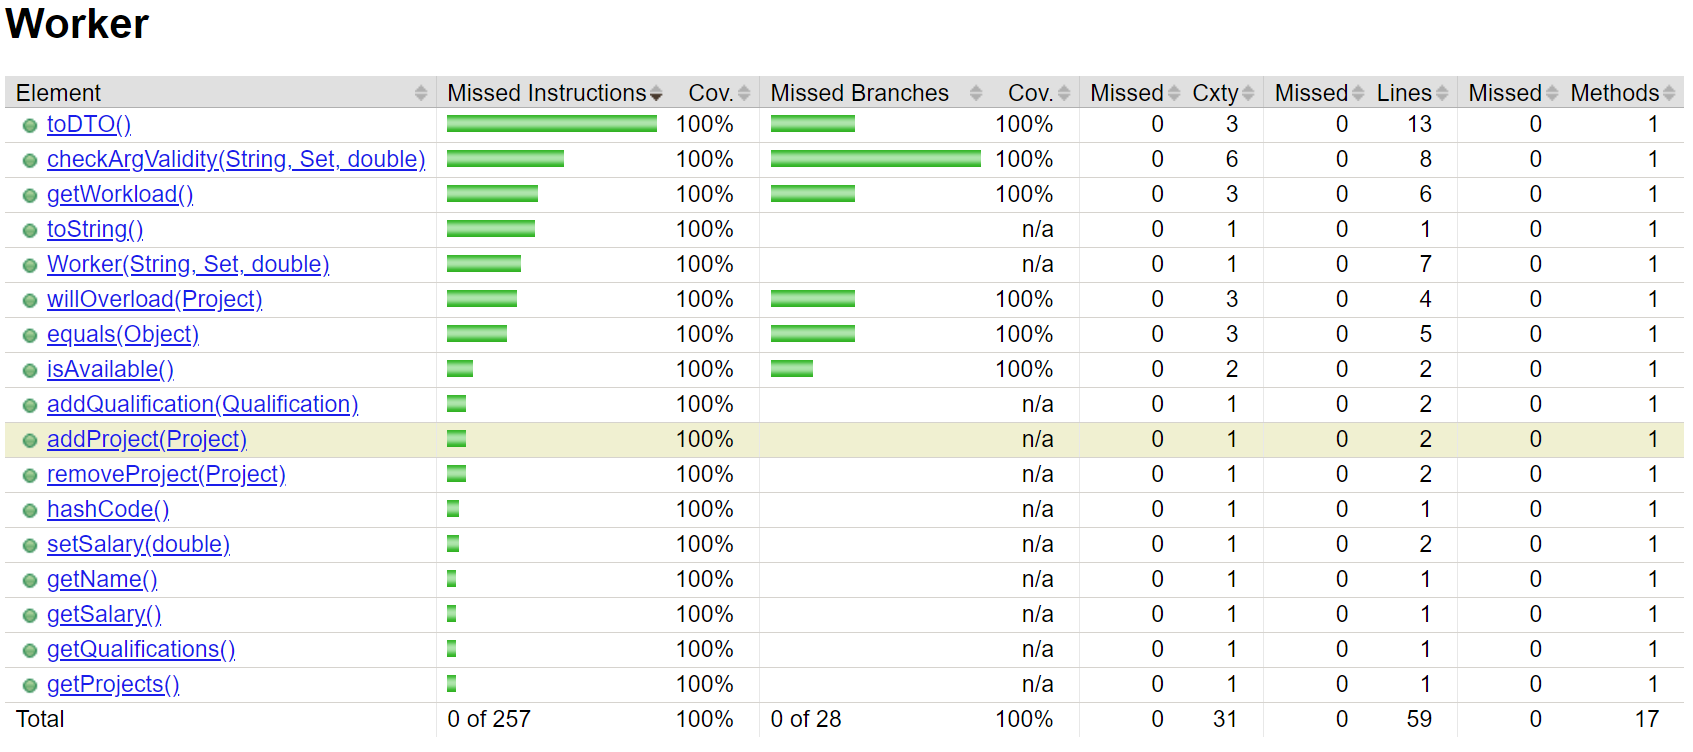 Worker
Element Missed Instructions Cov. Missed Branches Cov. Missed Cxty Missed Lines Missed Methods
toDTO() 100% 100% 0 3 0 13 0 1
checkArgValidity(String, Set, double) 100% 100% 0 6 0 8 0 1
getWorkload() 100% 100% 0 3 0 6 0 1
toString() 100% n/a 0 1 0 1 0 1
Worker(String, Set, double) 100% n/a 0 1 0 7 0 1
willOverload(Project) 100% 100% 0 3 0 4 0 1
equals(Object) 100% 100% 0 3 0 5 0 1
isAvailable() 100% 100% 0 2 0 2 0 1
addQualification(Qualification) 100% n/a 0 1 0 2 0 1
addProject(Project) 100% n/a 0 1 0 2 0 1
removeProject(Project) 100% n/a 0 1 0 2 0 1
hashCode() 100% n/a 0 1 0 1 0 1
setSalary(double) 100% n/a 0 1 0 2 0 1
getName() 100% n/a 0 1 0 1 0 1
getSalary() 100% n/a 0 1 0 1 0 1
getQualifications() 100% n/a 0 1 0 1 0 1
getProjects() 100% n/a 0 1 0 1 0 1
Total 0 of 257 100% 0 of 28 100% 0 31 0 59 0 17